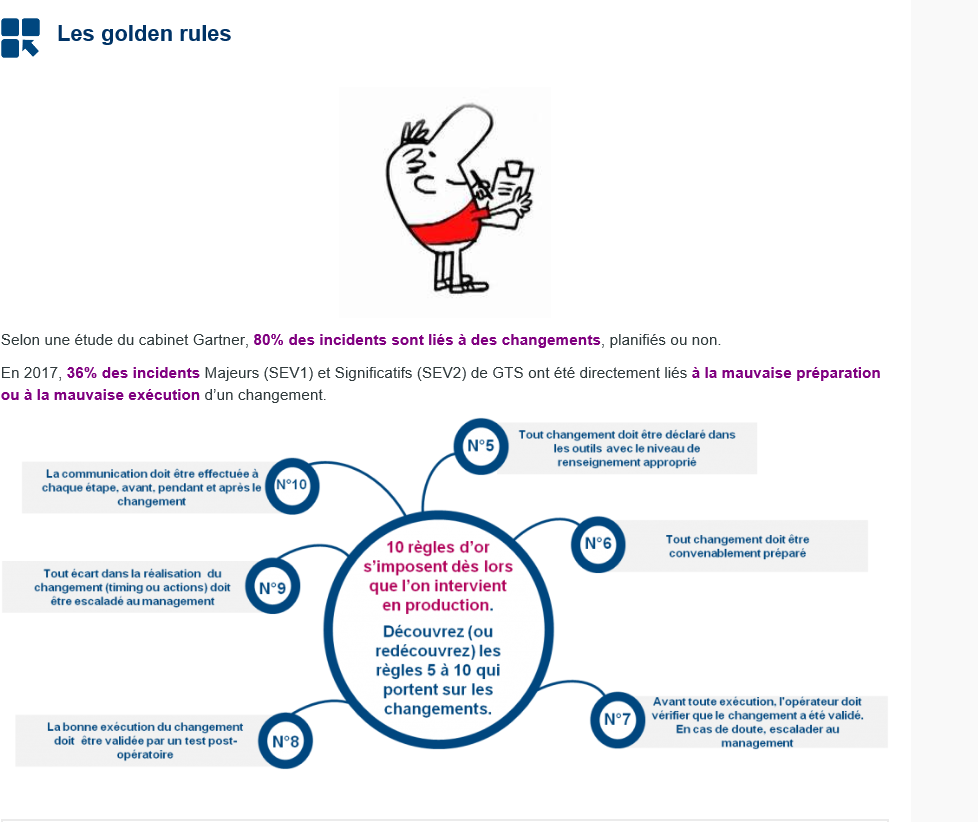 Les golden rules
Selon une étude du cabinet Gartner, 80% des incidents sont liés à des changements, planifiés ou non.
En 2017, 36% des incidents Majeurs (SEV1) et Significatifs (SEV2) de GTS ont été directement liés à la mauvaise préparation
ou à la mauvaise exécution d'un changement.
N°5
Tout changement doit être déclaré dans
les outils avec le niveau de
renseignement approprié
La communication doit être effectuée à
chaque étape, avant, pendant et après le
changement
N°10
N°6
Tout changement doit être
convenablement préparé
10 règles d'or
s'imposent dès lors
que l'on intervient
en production.
Découvrez (ou
redécouvrez) les
règles 5 à 10 qui
portent sur les
changements.
Tout écart dans la réalisation du
changement (timing ou actions) doit
être escaladé au management
N°9
N°7
Avant toute exécution, l'opérateur doit
vérifier que le changement a été validé.
En cas de doute, escalader au
management
La bonne exécution du changement
doit être validée par un test post-
opératoire
N°8